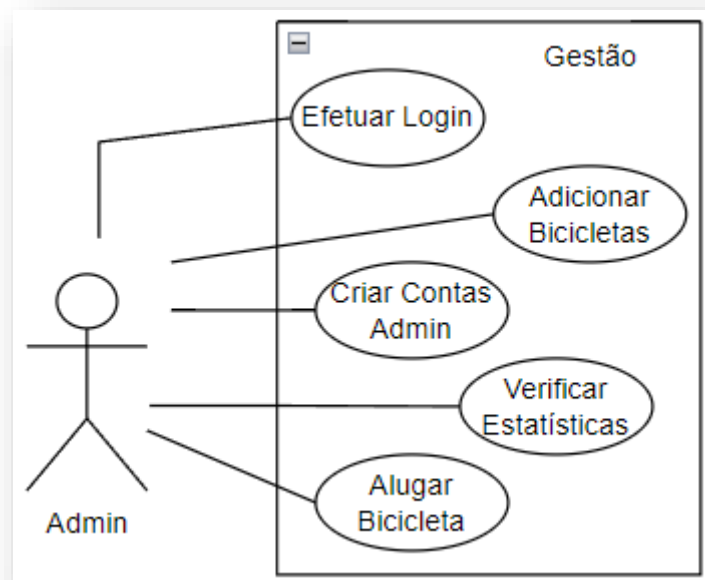 Gestão
Efetuar Login
Adicionar
Bicicletas
Criar Contas
Admin
Verificar
Estatísticas
Alugar
Bicicleta
Admin